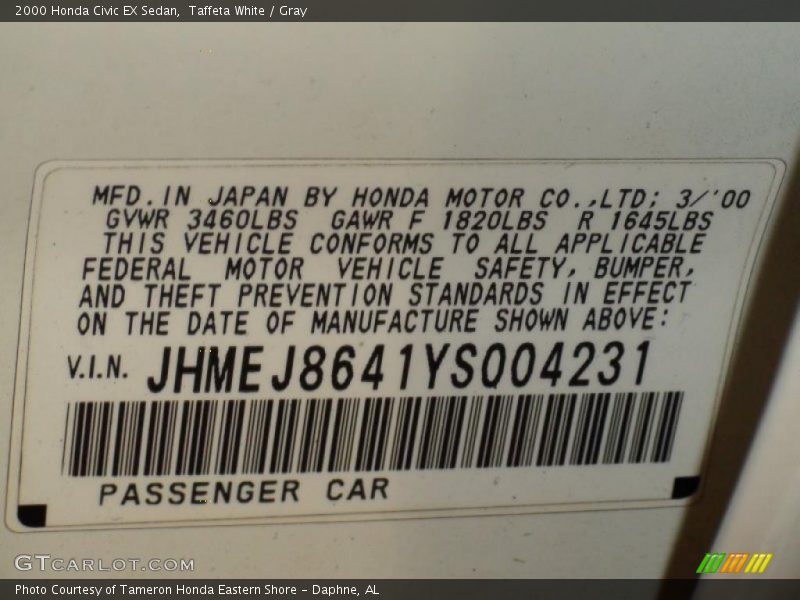 2000 Honda Civic EX Sedan,  Taffeta White / Gray
MFD. IN JAPAN BY HONDA MOTOR CO.,LTD; 3/'00
GVWR 3460LBS  GAWR F 1820LBS  R 1645LBS
THIS VEHICLE CONFORMS TO ALL APPLICABLE
FEDERAL MOTOR VEHICLE SAFETY, BUMPER,
AND THEFT PREVENTION STANDARDS IN EFFECT
ON THE DATE OF MANUFACTURE SHOWN ABOVE:
V.I.N. JHMEJ8641YS004231
PASSENGER CAR
GTCARLOT.COM
Photo Courtesy of Tameron Honda Eastern Shore – Daphne, AL